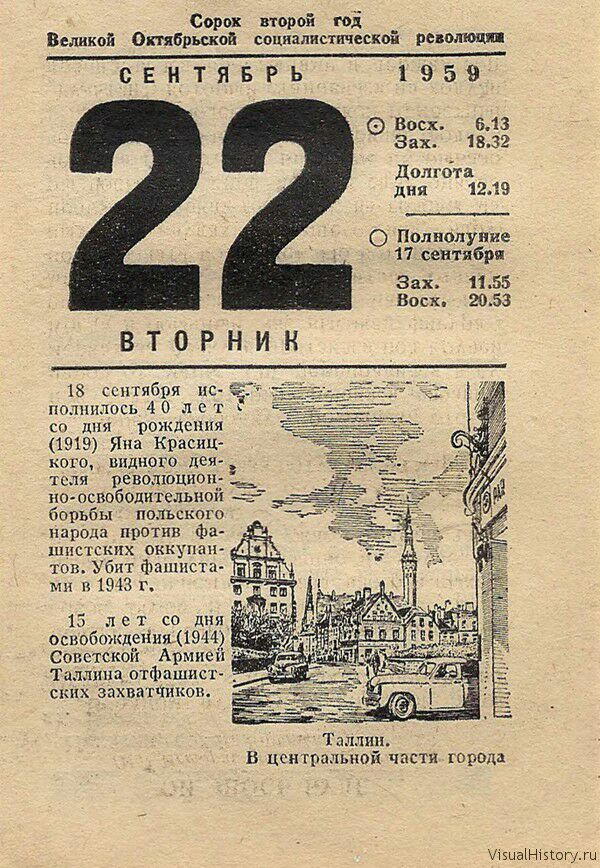 Сорок второй год
Великой Октябрьской социалистической революции
СЕНТЯБРЬ 1959
22
Восх. 6.13
Зах. 18.32
Долгота
дня 12.19
Полнолуние
17 сентября
Зах. 11.55
Восх. 20.53
ВТОРНИК
18 сентября ис-
полнилось 40 лет
со дня рождения
(1919) Яна Красиц-
кого, видного дея-
теля революцион-
но-освободительной
борьбы польского
народа против фа-
шистских оккупан-
тов. Убит фашиста-
ми в 1943 г.
15 лет со дня
освобождения (1944)
Советской Армией
Таллина отфашист-
ских захватчиков.
Таллин.
В центральной части города
VisualHistory.ru